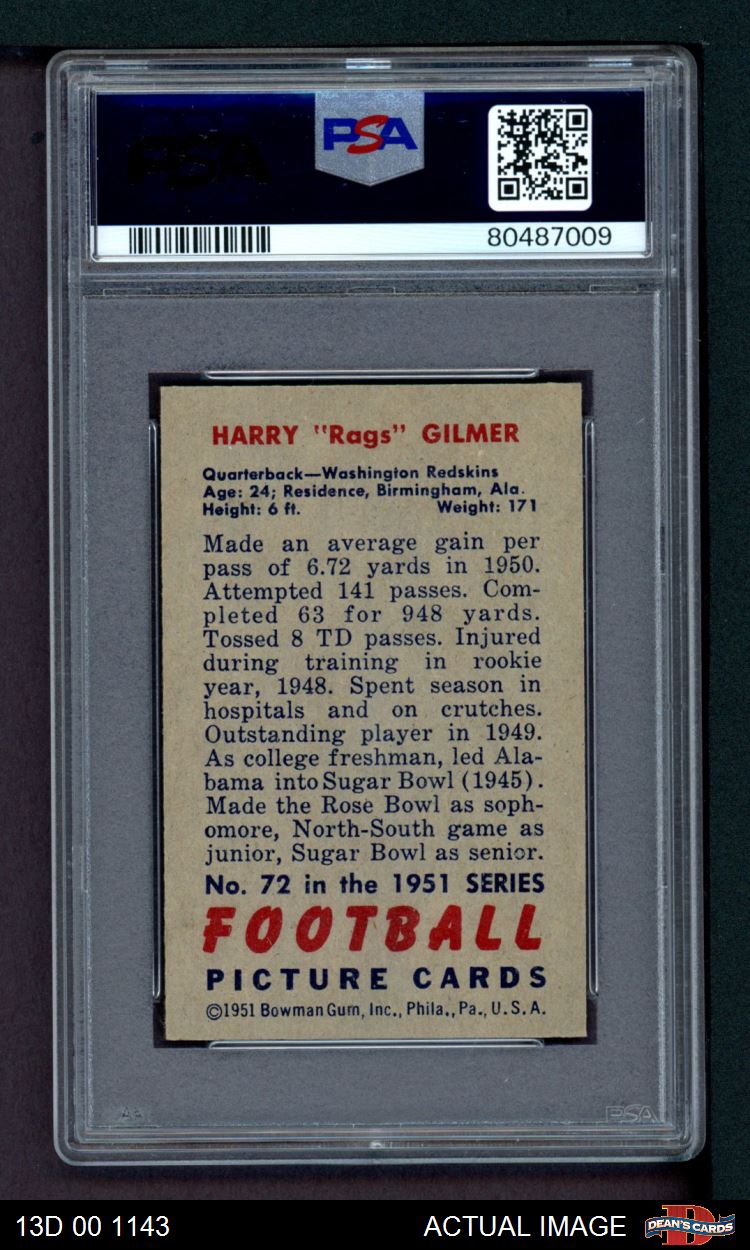 PSA
PSA
80487009
HARRY "Rags" GILMER
Quarterback—Washington Redskins
Age: 24; Residence, Birmingham, Ala.
Height: 6 ft. Weight: 171
Made an average gain per
pass of 6.72 yards in 1950.
Attempted 141 passes. Com-
pleted 63 for 948 yards.
Tossed 8 TD passes. Injured
during training in rookie
year, 1948. Spent season in
hospitals and on crutches.
Outstanding player in 1949.
As college freshman, led Ala-
bama into Sugar Bowl (1945).
Made the Rose Bowl as soph-
omore, North-South game as
junior, Sugar Bowl as senior.
No. 72 in the 1951 SERIES
FOOTBALL
PICTURE CARDS
©1951 Bowman Gum, Inc., Phila., Pa., U.S.A.
PSA
13D 00 1143 ACTUAL IMAGE DEAN'S CARDS